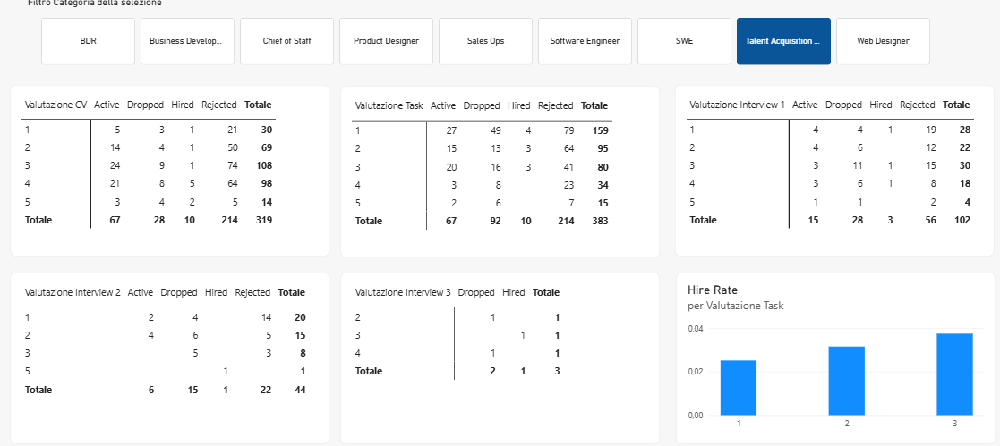 Filtro Categoria della selezione
BDR
Business Develop...
Chief of Staff
Product Designer
Sales Ops
Software Engineer
SWE
Talent Acquisition ...
Web Designer
Valutazione CV Active Dropped Hired Rejected Totale
1 5 3 1 21 30
2 14 4 1 50 69
3 24 9 1 74 108
4 21 8 5 64 98
5 3 4 2 5 14
Totale 67 28 10 214 319
Valutazione Task Active Dropped Hired Rejected Totale
1 27 49 4 79 159
2 15 13 3 64 95
3 20 16 3 41 80
4 3 8 23 34
5 2 6 7 15
Totale 67 92 10 214 383
Valutazione Interview 1 Active Dropped Hired Rejected Totale
1 4 4 1 19 28
2 4 6 12 22
3 3 11 1 15 30
4 3 6 1 8 18
5 1 1 2 4
Totale 15 28 3 56 102
Valutazione Interview 2 Active Dropped Hired Rejected Totale
1 2 4 14 20
2 4 6 5 15
3 5 3 8
5 1 1
Totale 6 15 1 22 44
Valutazione Interview 3 Dropped Hired Totale
2 1 1
3 1 1
4 1 1
Totale 2 1 3
Hire Rate
per Valutazione Task
0,04
0,02
0,00
1 2 3